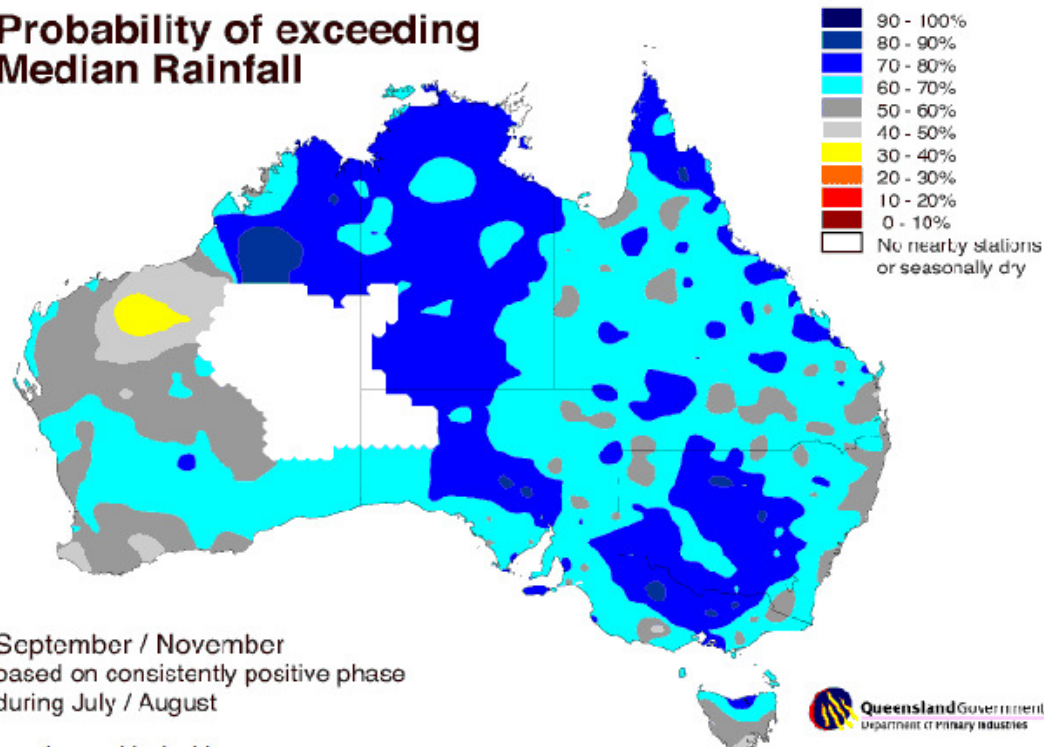 Probability of exceeding
Median Rainfall
90 - 100%
80 - 90%
70 - 80%
60 - 70%
50 - 60%
40 - 50%
30 - 40%
20 - 30%
10 - 20%
0 - 10%
No nearby stations
or seasonally dry
September / November
based on consistently positive phase
during July / August
Queensland Government
Department of Primary Industries